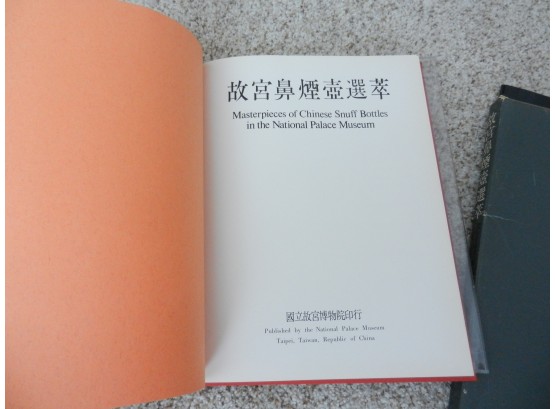 故宮鼻煙壺選萃
Masterpieces of Chinese Snuff Bottles
in the National Palace Museum
國立故宮博物院印行
Published by the National Palace Museum
Taipei, Taiwan, Republic of China